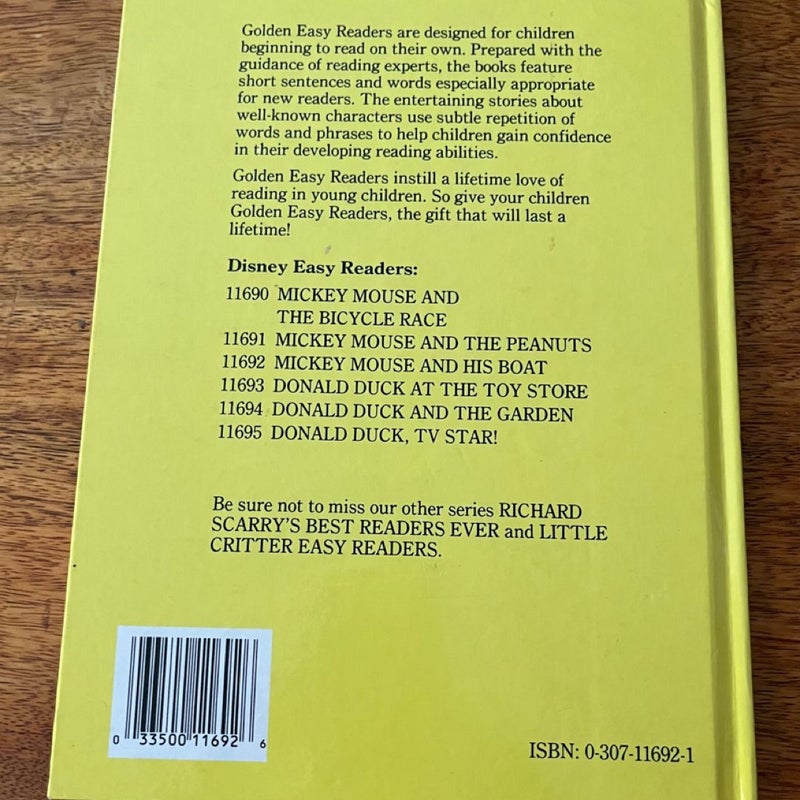 Golden Easy Readers are designed for children
beginning to read on their own. Prepared with the
guidance of reading experts, the books feature
short sentences and words especially appropriate
for new readers. The entertaining stories about
well-known characters use subtle repetition of
words and phrases to help children gain confidence
in their developing reading abilities.
Golden Easy Readers instill a lifetime love of
reading in young children. So give your children
Golden Easy Readers, the gift that will last a
lifetime!
Disney Easy Readers:
11690 MICKEY MOUSE AND
THE BICYCLE RACE
11691 MICKEY MOUSE AND THE PEANUTS
11692 MICKEY MOUSE AND HIS BOAT
11693 DONALD DUCK AT THE TOY STORE
11694 DONALD DUCK AND THE GARDEN
11695 DONALD DUCK, TV STAR!
Be sure not to miss our other series RICHARD
SCARRY'S BEST READERS EVER and LITTLE
CRITTER EASY READERS.
0 33500 11692 6
ISBN: 0-307-11692-1